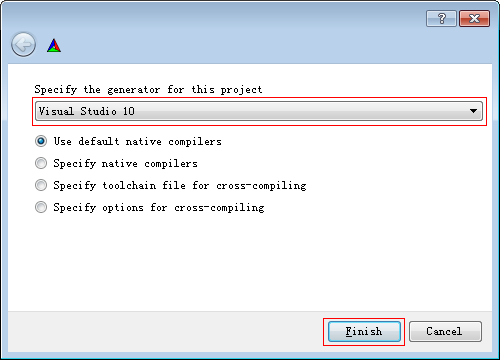 ?
Specify the generator for this project
Visual Studio 10
Use default native compilers
Specify native compilers
Specify toolchain file for cross-compiling
Specify options for cross-compiling
Finish
Cancel